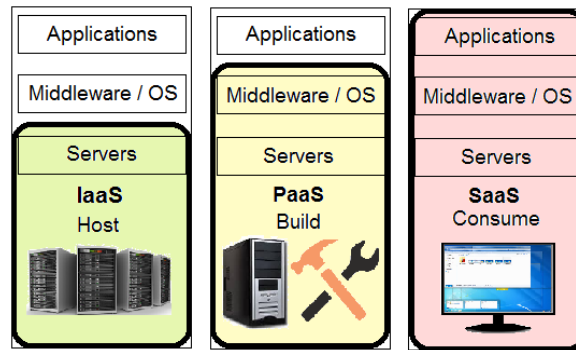 Applications
Middleware / OS
Servers
IaaS
Host
Applications
Middleware / OS
Servers
PaaS
Build
Applications
Middleware / OS
Servers
SaaS
Consume